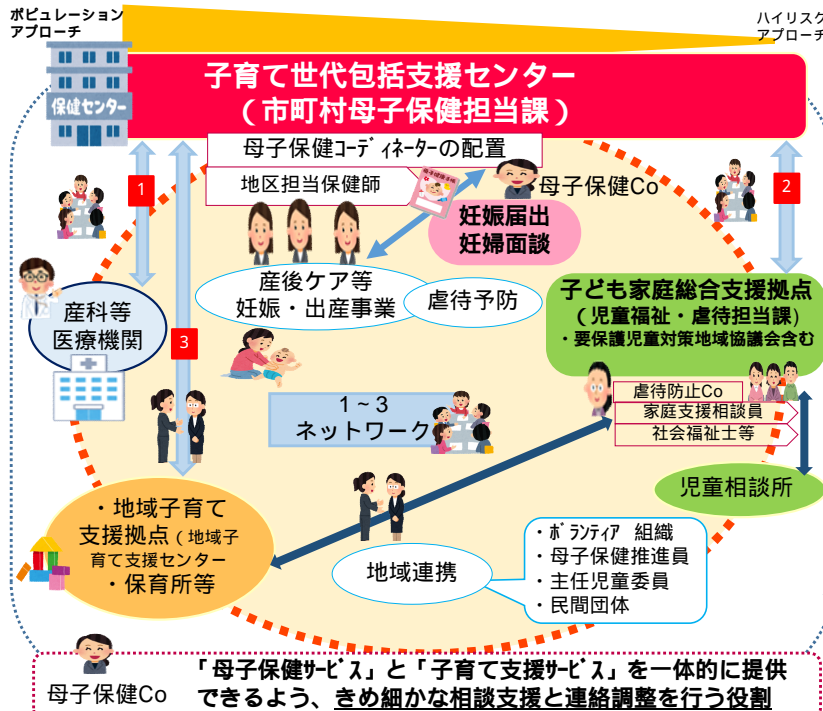 ポピュレーション
アプローチ
ハイリスク
アプローチ
保健センター
子育て世代包括支援センター
（市町村母子保健担当課）
母子保健ｺｰﾃﾞｨﾈｰﾀｰの配置
地区担当保健師
母子健康手帳
母子保健Co
妊娠届出
妊婦面談
1
2
3
産後ケア等
妊娠・出産事業
虐待予防
産科等
医療機関
子ども家庭総合支援拠点
（児童福祉・虐待担当課）
・要保護児童対策地域協議会含む
虐待防止Co
家庭支援相談員
社会福祉士等
１～３
ネットワーク
児童相談所
・地域子育て
支援拠点（地域子
育て支援センター
・保育所等
地域連携
・ﾎﾞﾗﾝﾃｨｱ 組織
・母子保健推進員
・主任児童委員
・民間団体
母子保健Co
「母子保健ｻｰﾋﾞｽ」と「子育て支援ｻｰﾋﾞｽ」を一体的に提供
できるよう、きめ細かな相談支援と連絡調整を行う役割